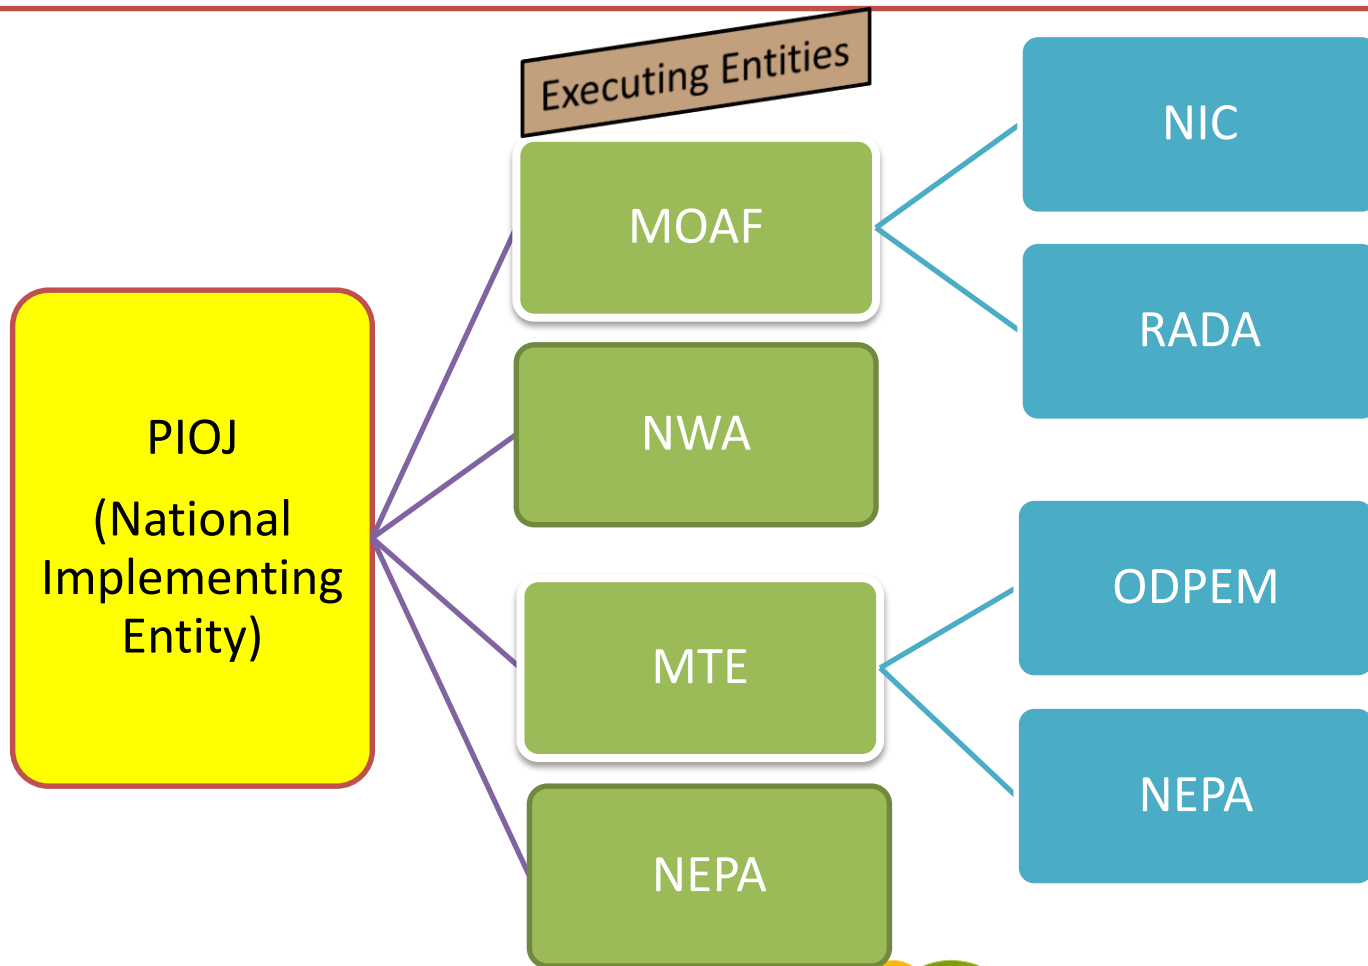 Executing Entities
PIOJ
(National
Implementing
Entity)
MOAF
NWA
MTE
NEPA
NIC
RADA
ODPEM
NEPA